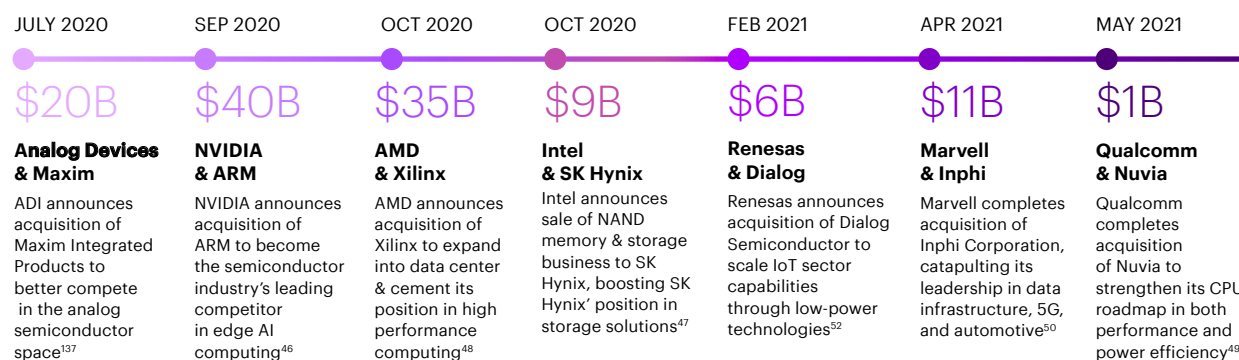 JULY 2020
$20B
Analog Devices
& Maxim
ADI announces
acquisition of
Maxim Integrated
Products to
better compete
in the analog
semiconductor
space137
SEP 2020
$40B
NVIDIA
& ARM
NVIDIA announces
acquisition of
ARM to become
the semiconductor
industry’s leading
competitor
in edge AI
computing46
OCT 2020
$35B
AMD
& Xilinx
AMD announces
acquisition of
Xilinx to expand
into data center
& cement its
position in high
performance
computing48
OCT 2020
$9B
Intel
& SK Hynix
Intel announces
sale of NAND
memory & storage
business to SK
Hynix, boosting SK
Hynix’ position in
storage solutions47
FEB 2021
$6B
Renesas
& Dialog
Renesas announces
acquisition of Dialog
Semiconductor to
scale IoT sector
capabilities
through low-power
technologies52
APR 2021
$11B
Marvell
& Inphi
Marvell completes
acquisition of
Inphi Corporation,
catapulting its
leadership in data
infrastructure, 5G,
and automotive50
MAY 2021
$1B
Qualcomm
& Nuvia
Qualcomm
completes
acquisition
of Nuvia to
strengthen its CPU
roadmap in both
performance and
power efficiency49